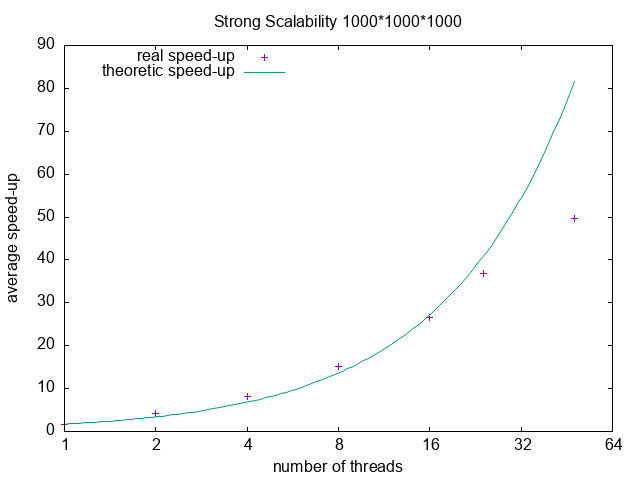 Strong Scalability 1000*1000*1000
90
80
70
60
50
40
30
20
10
0
real speed-up
theoretic speed-up
average speed-up
1 2 4 8 16 32 64
number of threads